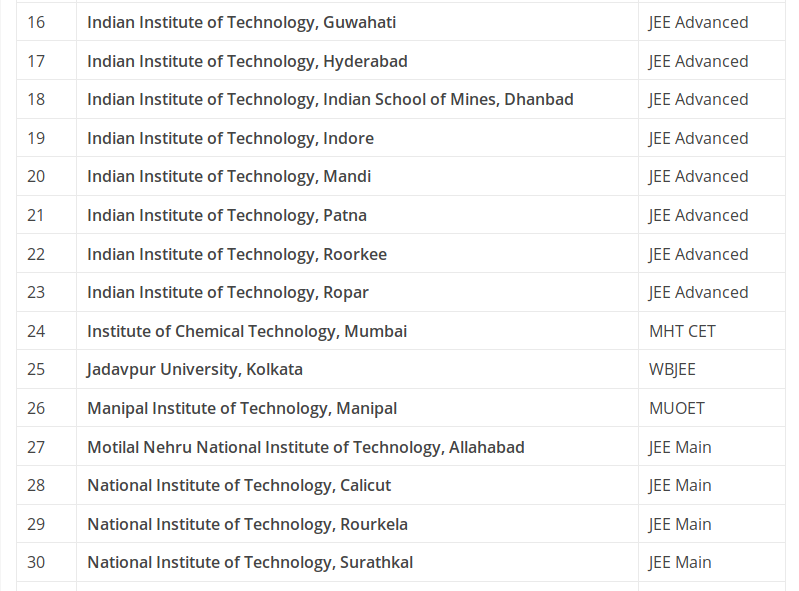 16 Indian Institute of Technology, Guwahati JEE Advanced
17 Indian Institute of Technology, Hyderabad JEE Advanced
18 Indian Institute of Technology, Indian School of Mines, Dhanbad JEE Advanced
19 Indian Institute of Technology, Indore JEE Advanced
20 Indian Institute of Technology, Mandi JEE Advanced
21 Indian Institute of Technology, Patna JEE Advanced
22 Indian Institute of Technology, Roorkee JEE Advanced
23 Indian Institute of Technology, Ropar JEE Advanced
24 Institute of Chemical Technology, Mumbai MHT CET
25 Jadavpur University, Kolkata WBJEE
26 Manipal Institute of Technology, Manipal MUOET
27 Motilal Nehru National Institute of Technology, Allahabad JEE Main
28 National Institute of Technology, Calicut JEE Main
29 National Institute of Technology, Rourkela JEE Main
30 National Institute of Technology, Surathkal JEE Main